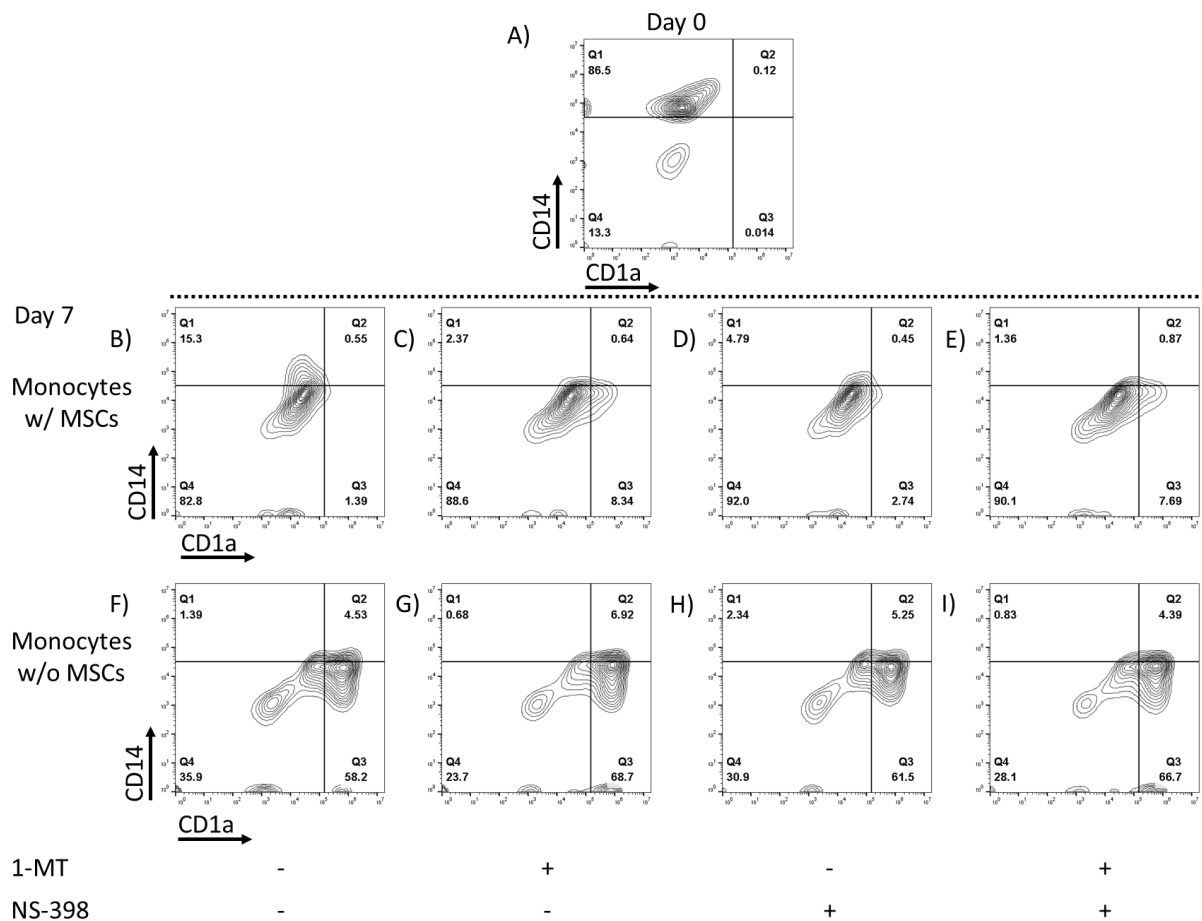 Day 0
A)
Q1 Q2
86.5 0.12
Q4 Q3
13.3 0.014
CD14
CD1a
Day 7
Monocytes
w/ MSCs
B)
Q1 Q2
15.3 0.55
Q4 Q3
82.8 1.39
C)
Q1 Q2
2.37 0.64
Q4 Q3
88.6 8.34
D)
Q1 Q2
4.79 0.45
Q4 Q3
92.0 2.74
E)
Q1 Q2
1.36 0.87
Q4 Q3
90.1 7.69
CD14
CD1a
Monocytes
w/o MSCs
F)
Q1 Q2
1.39 4.53
Q4 Q3
35.9 58.2
G)
Q1 Q2
0.68 6.92
Q4 Q3
23.7 68.7
H)
Q1 Q2
2.34 5.25
Q4 Q3
30.9 61.5
I)
Q1 Q2
0.83 4.39
Q4 Q3
28.1 66.7
CD14
CD1a
1-MT - + - +
NS-398 - - + +